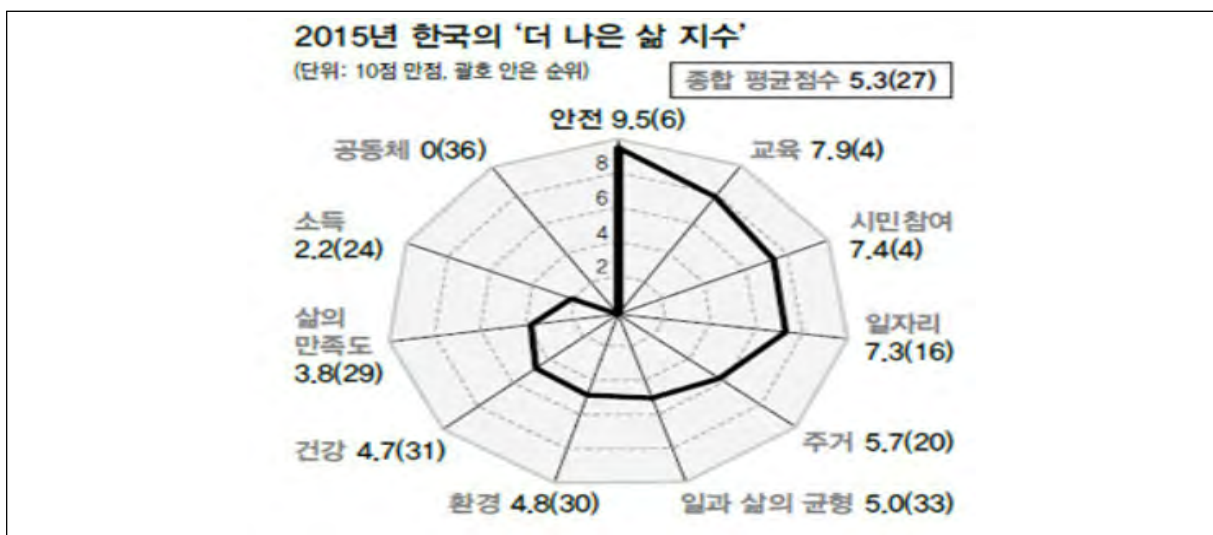 2015년 한국의 ‘더 나은 삶 지수’
(단위: 10점 만점, 괄호 안은 순위)
종합 평균점수 5.3(27)
안전 9.5(6)
교육 7.9(4)
시민참여
7.4(4)
일자리
7.3(16)
주거 5.7(20)
일과 삶의 균형 5.0(33)
환경 4.8(30)
건강 4.7(31)
삶의
만족도
3.8(29)
소득
2.2(24)
공동체 0(36)
8
6
4
2